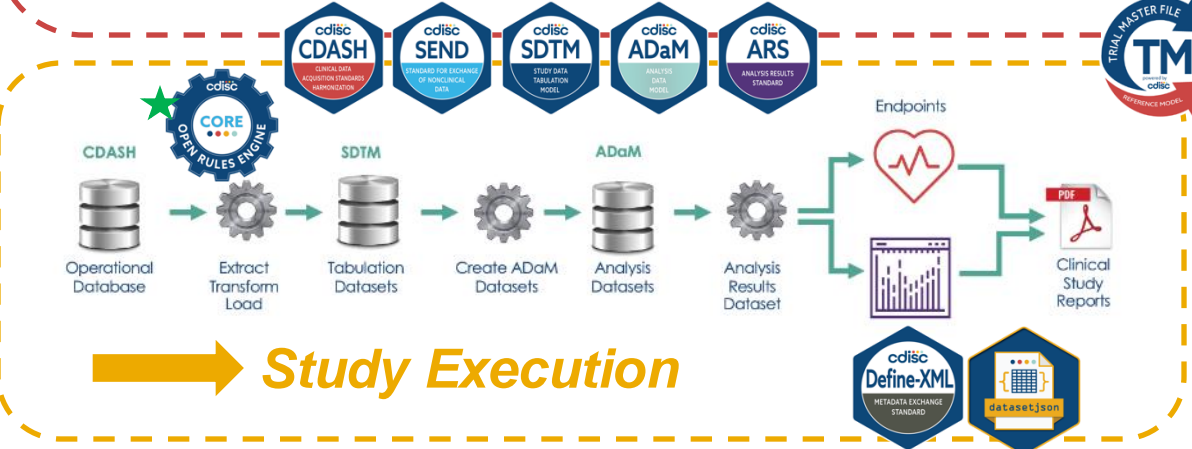 cdisc
CDASH
CLINICAL DATA
ACQUISITION STANDARDS
HARMONIZATION
cdisc
SEND
STANDARD FOR EXCHANGE
OF NONCLINICAL
DATA
cdisc
SDTM
STUDY DATA
TABULATION
MODEL
cdisc
ADaM
ANALYSIS
DATA
MODEL
cdisc
ARS
ANALYSIS RESULTS
STANDARD
TRIAL MASTER FILE
TM
powered by
cdisc
REFERENCE MODEL
cdisc
CORE
OPEN RULES ENGINE
Endpoints
CDASH
SDTM
ADaM
PDF
Operational
Database
Extract
Transform
Load
Tabulation
Datasets
Create ADaM
Datasets
Analysis
Datasets
Analysis
Results
Dataset
Clinical
Study
Reports
Study Execution
cdisc
Define-XML
METADATA EXCHANGE
STANDARD
{ }
datasetjson